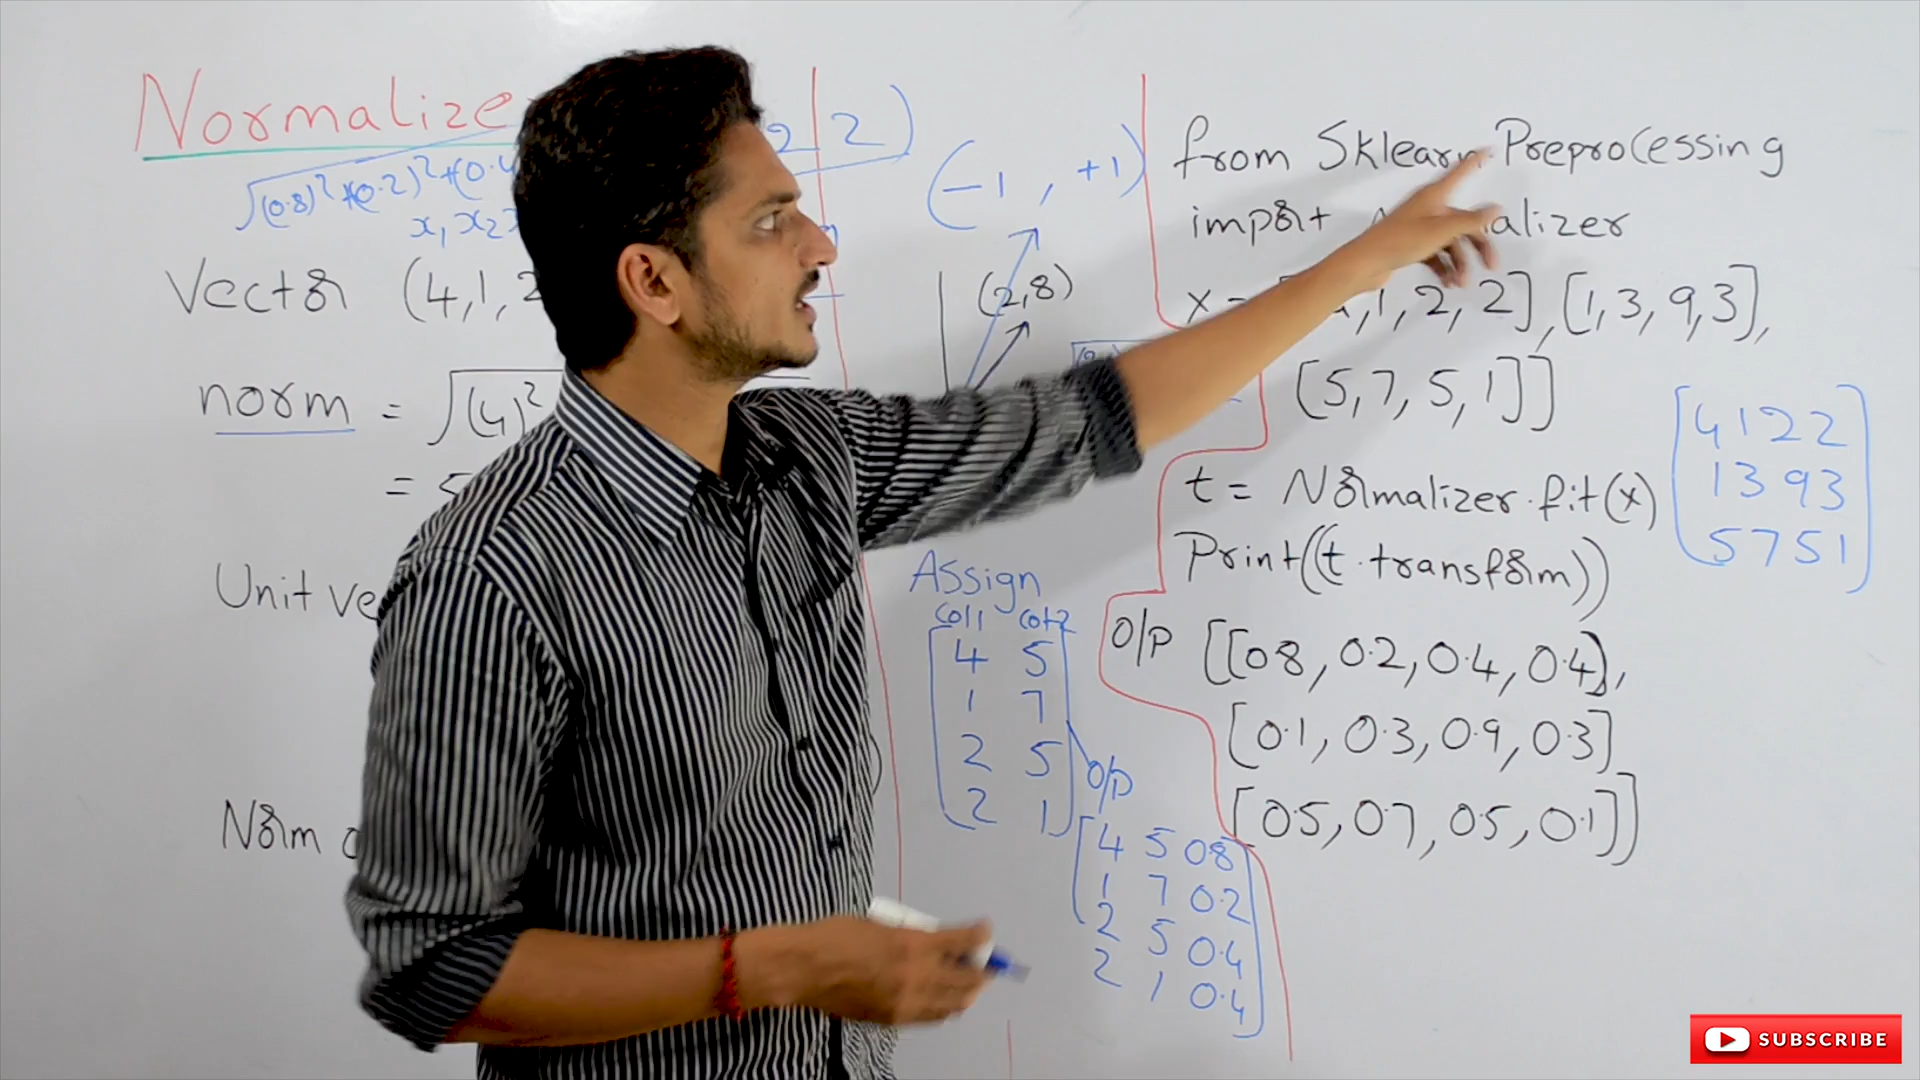 Normalize
2 2)
√(0.8)²+(0.2)²+(0.4
x₁ x₂
Vector (4,1,2
norm = √(4)²
=
Unit ve
Norm
(-1, +1)
(2,8)
Assign
Col1 Col2
4 5
1 7
2 5
2 1
O/P
4 5 0.8
1 7 0.2
2 5 0.4
2 1 0.4
from Sklearn.Preprocessing
import alizer
x = 1, 2, 2], [1, 3, 9, 3],
[5, 7, 5, 1]]
t = Normalizer.fit(x)
Print((t.transform))
4 1 2 2
1 3 9 3
5 7 5 1
O/P [[0.8, 0.2, 0.4, 0.4],
[0.1, 0.3, 0.9, 0.3]
[0.5, 0.7, 0.5, 0.1]]
SUBSCRIBE